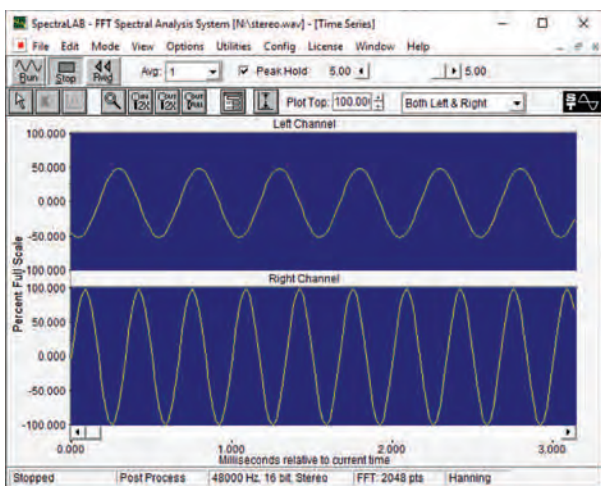 SpectraLAB - FFT Spectral Analysis System [N:\stereo.wav] - [Time Series]
File Edit Mode View Options Utilities Config License Window Help
Run Stop Rwd Avg: 1 Peak Hold 5.00 5.00
Plot Top: 100.00 Both Left & Right
Left Channel
100.000
50.000
0.000
-50.000
-100.000
Percent Full Scale
Right Channel
100.000
50.000
0.000
-50.000
-100.000
0.000 1.000 2.000 3.000
Milliseconds relative to current time
Stopped Post Process 48000 Hz, 16 bit, Stereo FFT: 2048 pts Hanning